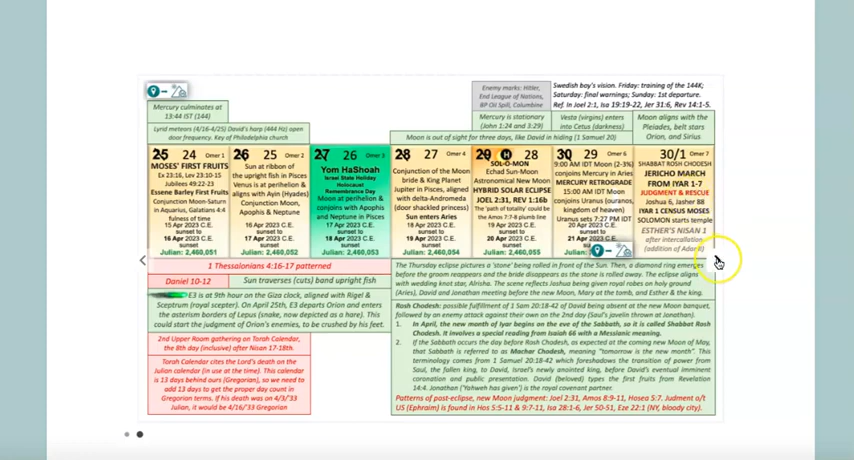 Mercury culminates at
13:44 IST (144)
Lyrid meteors (4/16-4/25) David's harp (444 Hz) open
door frequency. Key of Philadelphia church
Enemy marks: Hitler,
End League of Nations,
BP Oil Spill, Columbine
Swedish boy's vision. Friday: training of the 144K;
Saturday: final warnings; Sunday: 1st departure.
Ref. In Joel 2:1, Isa 19:19-22, Jer 31:6, Rev 14:1-5.
Mercury is stationary
(John 1:24 and 3:29)
Vesta (virgins) enters
into Cetus (darkness)
Moon aligns with the
Pleiades, belt stars
Orion, and Sirius
Moon is out of sight for three days, like David in hiding (1 Samuel 20)
25 24 Omer 1
MOSES' FIRST FRUITS
Ex 23:16, Lev 23:10-15
Jubilees 49:22-23
Essene Barley First Fruits
Conjunction Moon-Saturn
in Aquarius, Galatians 4:4
fulness of time
15 Apr 2023 C.E.
sunset to
16 Apr 2023 C.E.
sunset
Julian: 2,460,051
26 25 Omer 2
Sun at ribbon of
the upright fish in Pisces
Venus is at perihelion &
aligns with Ayin (Hyades)
Conjunction Moon,
Apophis & Neptune
16 Apr 2023 C.E.
sunset to
17 Apr 2023 C.E.
sunset
Julian: 2,460,052
27 26 Omer 3
Yom HaShoah
Israel State Holiday
Holocaust
Remembrance Day
Moon at perihelion &
conjoins with Apophis
and Neptune in Pisces
17 Apr 2023 C.E.
sunset to
18 Apr 2023 C.E.
sunset
Julian: 2,460,053
28 27 Omer 4
Conjunction of the Moon
bride & King Planet
Jupiter in Pisces, aligned
with delta-Andromeda
(door shackled princess)
Sun enters Aries
18 Apr 2023 C.E.
sunset to
19 Apr 2023 C.E.
sunset
Julian: 2,460,054
29 H 28
SOL-O-MON
Echad Sun-Moon
Astronomical New Moon
HYBRID SOLAR ECLIPSE
JOEL 2:31, REV 1:16b
the Amos 7:7-8 plumb line
The 'path of totality' could be
19 Apr 2023 C.E.
sunset to
20 Apr 2023 C.E.
sunset
Julian: 2,460,055
30 29 Omer 6
9:00 AM IDT Moon (2-3%)
conjoins Mercury in Aries
MERCURY RETROGRADE
15:00 AM IDT Moon
conjoins Uranus (ouranos,
kingdom of heaven)
Uranus sets 7:27 PM IDT
20 Apr 2023 C.E.
sunset to
21 Apr 2023 C.E.
sunset
Julian:
30/1 Omer 7
SHABBAT ROSH CHODESH
JERICHO MARCH
FROM IYAR 1-7
JUDGMENT & RESCUE
Joshua 6, Jasher 88
IYAR 1 CENSUS MOSES
SOLOMON starts temple
ESTHER'S NISAN 1
after intercallation
(addition of Adar II)
1 Thessalonians 4:16-17 patterned
Daniel 10-12
Sun traverses (cuts) band upright fish
E3 is at 9th hour on the Giza clock, aligned with Rigel &
Sceptrum (royal scepter). On April 25th, E3 departs Orion and enters
the asterism borders of Lepus (snake, now depicted as a hare). This
could start the judgment of Orion's enemies, to be crushed by his feet.
2nd Upper Room gathering on Torah Calendar,
the 8th day (inclusive) after Nisan 17-18th.
Torah Calendar cites the Lord's death on the
Julian calendar (in use at the time). This calendar
is 13 days behind ours (Gregorian), so we need to
add 13 days to get the proper day count in
Gregorian terms. If his death was on 4/3/'33
Julian, it would be 4/16/'33 Gregorian
The Thursday eclipse pictures a 'stone' being rolled in front of the Sun. Then, a diamond ring emerges
before the groom reappears and the bride disappears as the stone is rolled away. The eclipse aligns
with wedding knot star, Alrisha. The scene reflects Joshua being given royal robes on holy ground
(Aries), David and Jonathan meeting before the new Moon, Mary at the tomb, and Esther & the king.
Rosh Chodesh: possible fulfillment of 1 Sam 20:18-42 of David being absent at the new Moon banquet,
followed by an enemy against their own on the 2nd day (Saul's javelin thrown at Jonathan).
1. In April, the new month of Iyar begins on the eve of the Sabbath, so it is called Shabbat Rosh
Chodesh. It involves a special reading from Isaiah 66 with a Messianic meaning.
2. If the Sabbath occurs the day before Rosh Chodesh, as expected at the coming new Moon of May,
that Sabbath is referred to as Machar Chodesh, meaning "tomorrow is the new month". This
terminology comes from 1 Samuel 20:18-42 which foreshadows the transition of power from
Saul, the fallen king, to David, Israel's newly anointed king, before David's eventual imminent
coronation and public presentation. David (beloved) types the first fruits from Revelation
14:4. Jonathan ('Yahweh has given') is the royal covenant partner.
Patterns of post-eclipse, new Moon judgment: Joel 2:31, Amos 8:9-11, Hosea 5:7. Judment o/t
US (Ephraim) is found in Hos 5:5-11 & 9:7-11, Isa 28:1-6, Jer 50-51, Eze 22:1 (NY, bloody city).